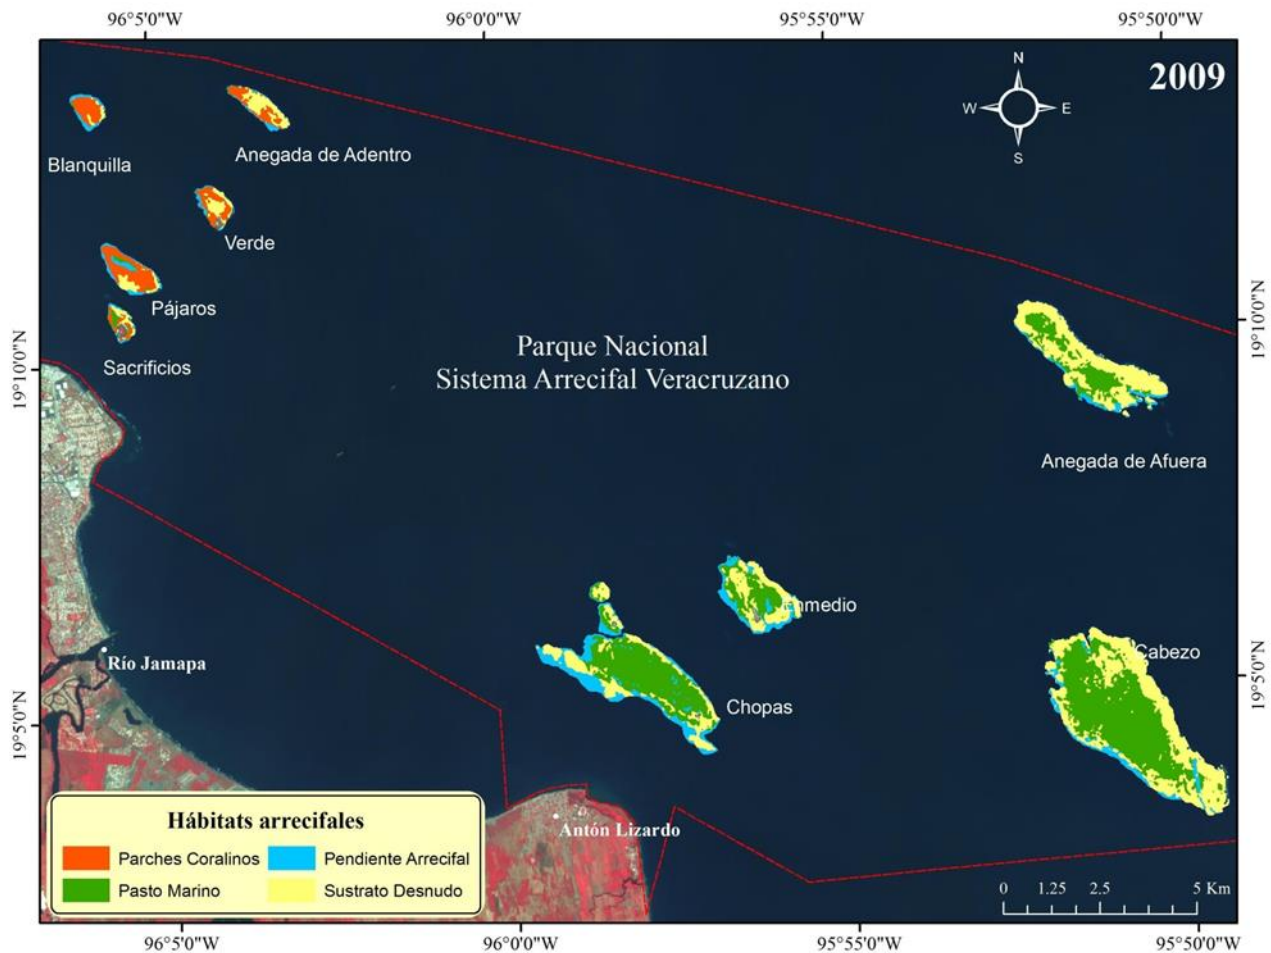 96°5'0"W
96°0'0"W
95°55'0"W
95°50'0"W
N
W
E
S
2009
Blanquilla
Anegada de Adentro
Verde
Pájaros
Sacrificios
19°10'0"N
19°10'0"N
Parque Nacional
Sistema Arrecifal Veracruzano
Anegada de Afuera
Enmedio
Cabezo
Río Jamapa
Chopas
19°5'0"N
19°5'0"N
Antón Lizardo
Hábitats arrecifales
Parches Coralinos
Pendiente Arrecifal
Pasto Marino
Sustrato Desnudo
0 1.25 2.5 5 Km
96°5'0"W
96°0'0"W
95°55'0"W
95°50'0"W